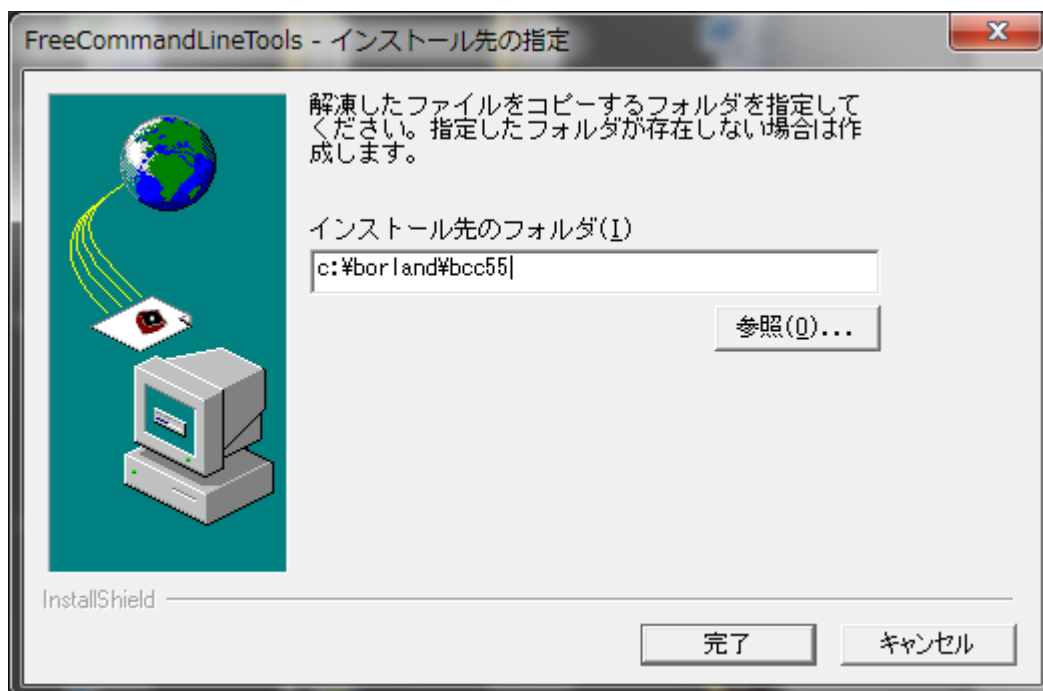 FreeCommandLineTools - インストール先の指定
解凍したファイルをコピーするフォルダを指定して
ください。指定したフォルダが存在しない場合は作
成します。
インストール先のフォルダ(I)
c:¥borland¥bcc55
参照(O)...
InstallShield
完了
キャンセル